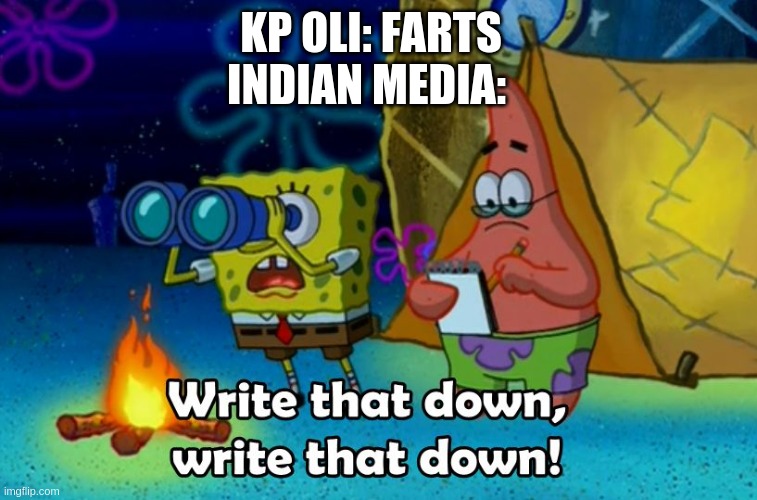 KP OLI: FARTS
INDIAN MEDIA:
Write that down,
write that down!
imgflip.com